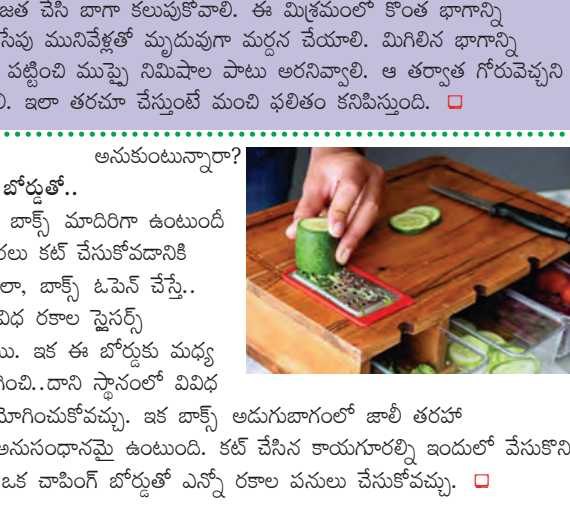 జత చేసి బాగా కలుపుకోవాలి. ఈ మిశ్రమంలో కొంత భాగాన్ని
సేపు మునివేళ్లతో మృదువుగా మర్దన చేయాలి. మిగిలిన భాగాన్ని
పట్టించి ముప్పై నిమిషాల పాటు అరనివ్వాలి. ఆ తర్వాత గోరువెచ్చని
ఇలా తరచూ చేస్తుంటే మంచి ఫలితం కనిపిస్తుంది.
అనుకుంటున్నారా?
బోర్డుతో..
బాక్స్ మాదిరిగా ఉంటుందీ
కట్ చేసుకోవడానికి
బాక్స్ ఓపెన్ చేస్తే..
రకాల స్లైసర్స్
ఇక ఈ బోర్డుకు మధ్య
దాని స్థానంలో వివిధ
ఇక బాక్స్ అడుగుబాగంలో జాలీ తరహా
అనుసంధానమై ఉంటుంది. కట్ చేసిన కాయగూరల్ని ఇందులో వేసుకొని
ఒక చాపింగ్ బోర్డుతో ఎన్నో రకాల పనులు చేసుకోవచ్చు.